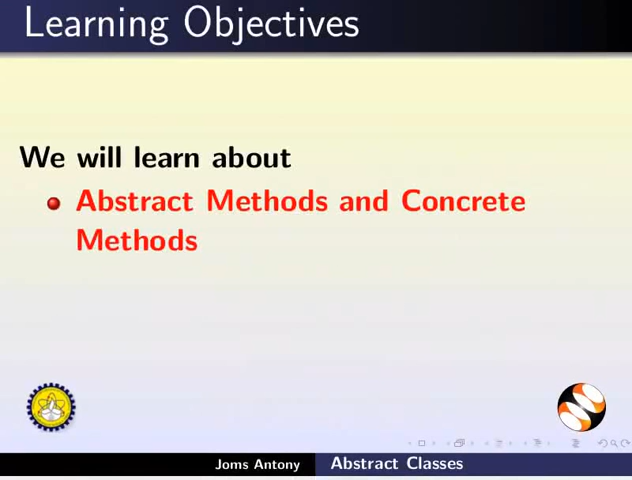 Learning Objectives
We will learn about
Abstract Methods and Concrete
Methods
Joms Antony
Abstract Classes